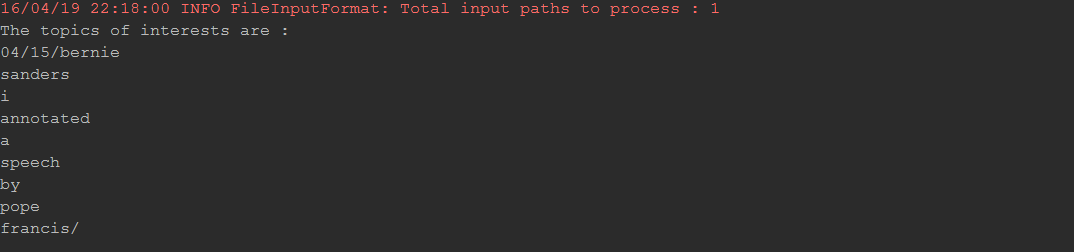 16/04/19 22:18:00 INFO FileInputFormat: Total input paths to process : 1
The topics of interests are :
04/15/bernie
sanders
i
annotated
a
speech
by
pope
francis/